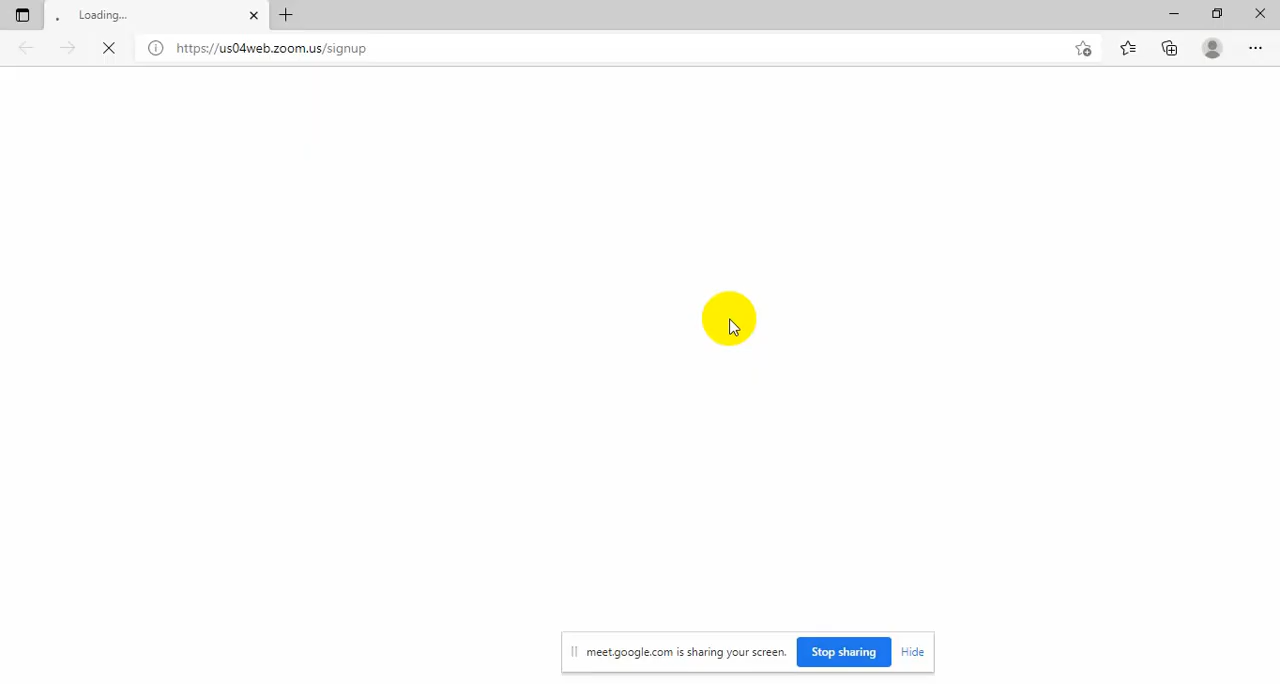 Loading...
https://us04web.zoom.us/signup
meet.google.com is sharing your screen.
Stop sharing
Hide